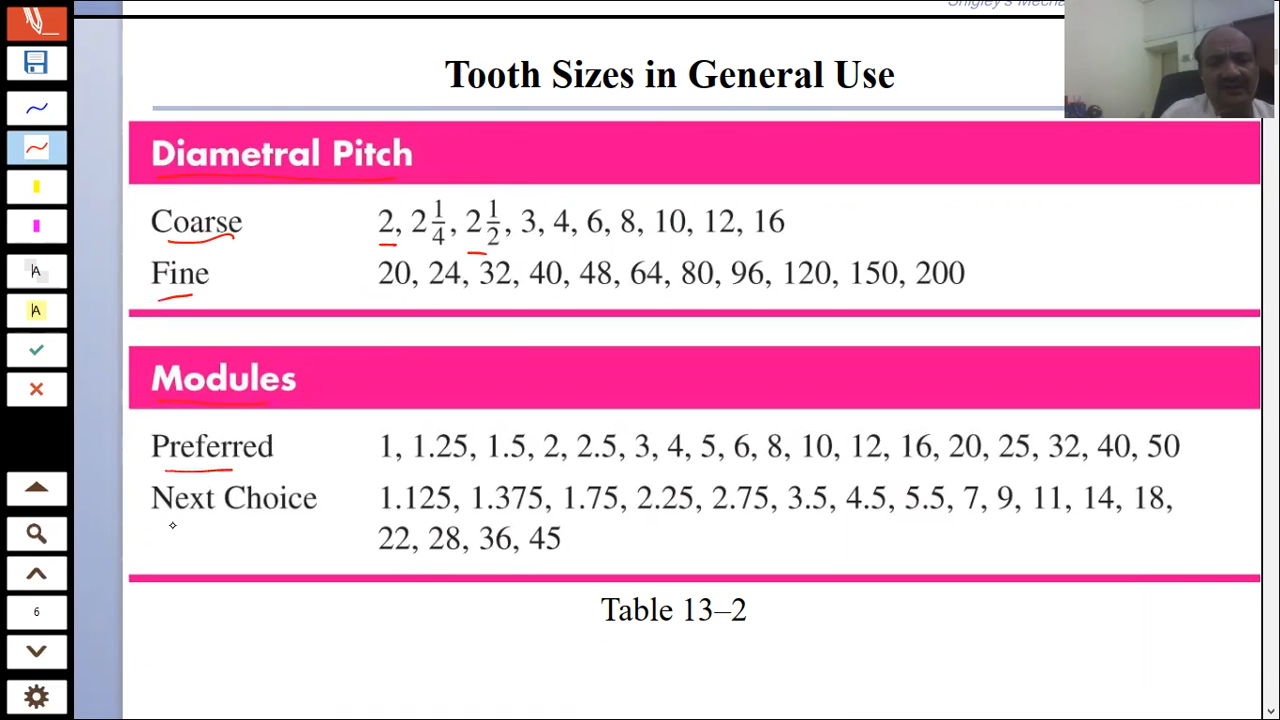 Shigley's Mecha
Tooth Sizes in General Use
Diametral Pitch
Coarse 2, 2 1/4, 2 1/2, 3, 4, 6, 8, 10, 12, 16
Fine 20, 24, 32, 40, 48, 64, 80, 96, 120, 150, 200
Modules
Preferred 1, 1.25, 1.5, 2, 2.5, 3, 4, 5, 6, 8, 10, 12, 16, 20, 25, 32, 40, 50
Next Choice 1.125, 1.375, 1.75, 2.25, 2.75, 3.5, 4.5, 5.5, 7, 9, 11, 14, 18,
22, 28, 36, 45
Table 13–2
A
A
6